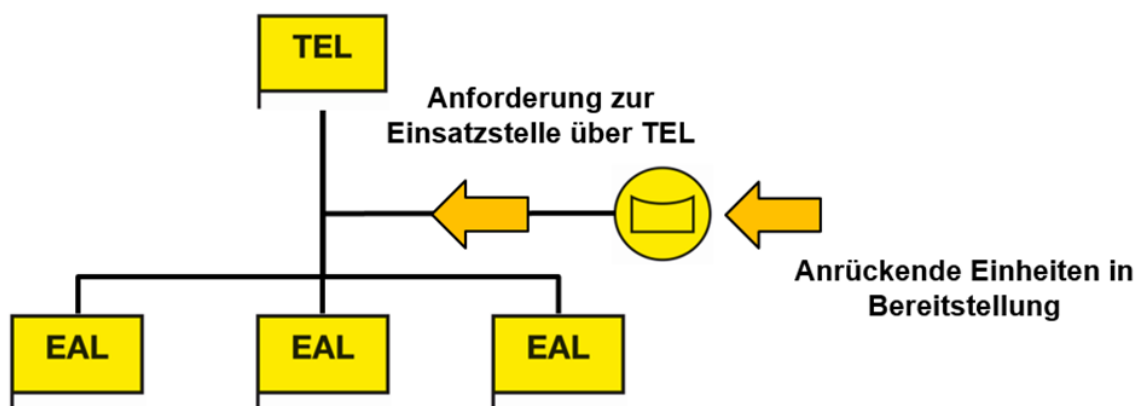 TEL
Anforderung zur
Einsatzstelle über TEL
Anrückende Einheiten in
Bereitstellung
EAL
EAL
EAL